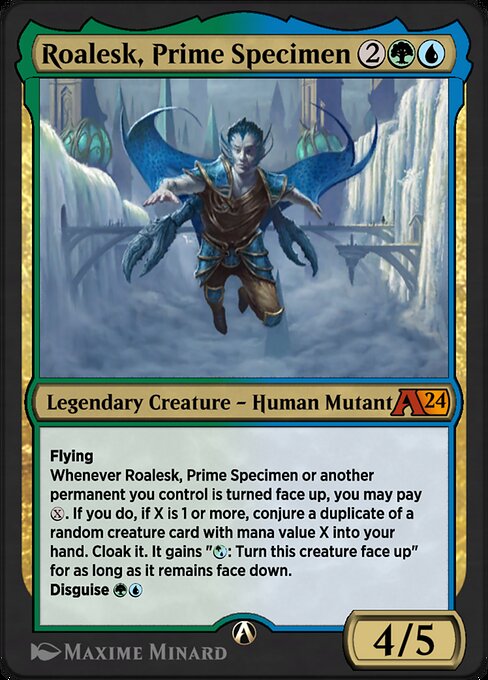 Roalesk, Prime Specimen 2
Legendary Creature – Human Mutant A24
Flying
Whenever Roalesk, Prime Specimen or another
permanent you control is turned face up, you may pay
X. If you do, if X is 1 or more, conjure a duplicate of a
random creature card with mana value X into your
hand. Cloak it. It gains ": Turn this creature face up"
for as long as it remains face down.
Disguise
4/5
Maxime Minard